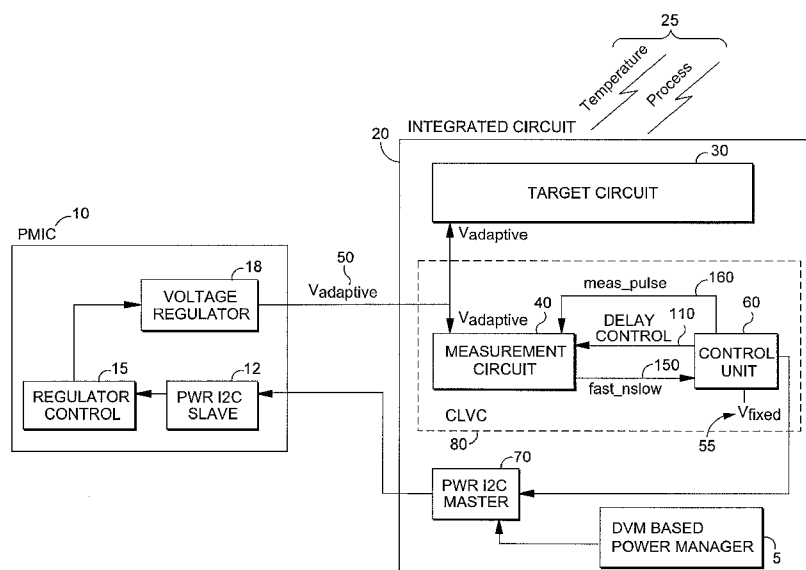 25
Temperature
Process
INTEGRATED CIRCUIT
20
30
TARGET CIRCUIT
PMIC
10
18
VOLTAGE
REGULATOR
50
Vadaptive
Vadaptive
Vadaptive
meas_pulse
160
40
MEASUREMENT
CIRCUIT
DELAY
CONTROL
110
60
CONTROL
UNIT
fast_nslow
150
15
REGULATOR
CONTROL
12
PWR I2C
SLAVE
CLVC
80
55
Vfixed
70
PWR I2C
MASTER
DVM BASED
POWER MANAGER
5